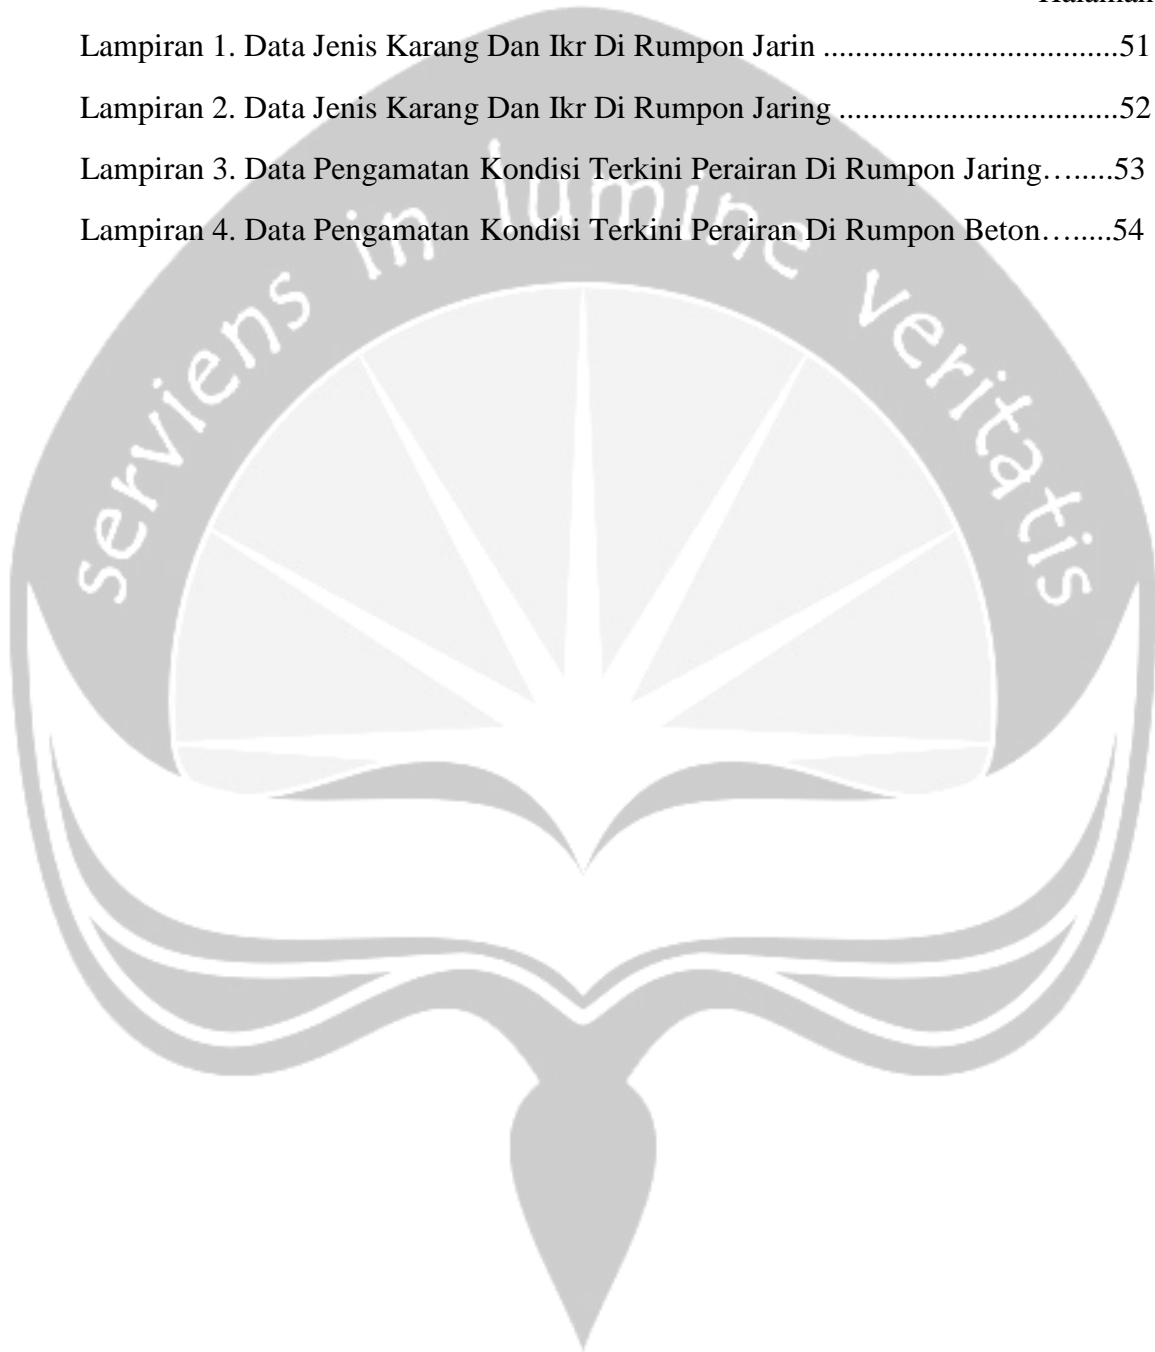 Halaman
Lampiran 1. Data Jenis Karang Dan Ikr Di Rumpon Jarin ....................................51
Lampiran 2. Data Jenis Karang Dan Ikr Di Rumpon Jaring ..................................52
Lampiran 3. Data Pengamatan Kondisi Terkini Perairan Di Rumpon Jaring….....53
Lampiran 4. Data Pengamatan Kondisi Terkini Perairan Di Rumpon Beton….....54
serviens in lumine veritatis